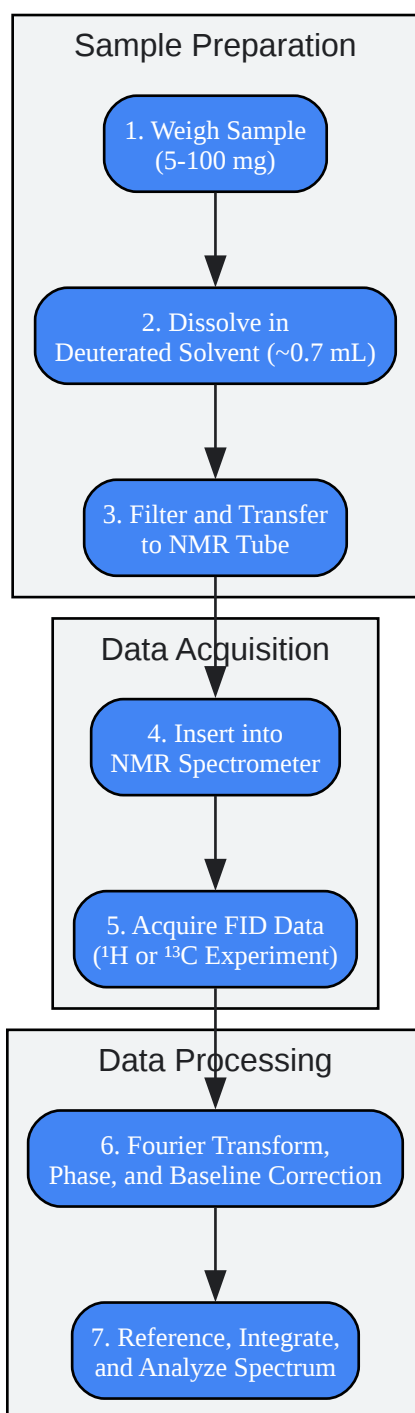 Sample Preparation
1. Weigh Sample
(5-100 mg)
2. Dissolve in
Deuterated Solvent (~0.7 mL)
3. Filter and Transfer
to NMR Tube
Data Acquisition
4. Insert into
NMR Spectrometer
5. Acquire FID Data
(¹H or ¹³C Experiment)
Data Processing
6. Fourier Transform,
Phase, and Baseline Correction
7. Reference, Integrate,
and Analyze Spectrum